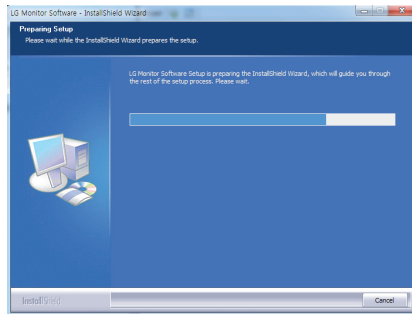 LG Monitor Software - InstallShield Wizard
Preparing Setup
Please wait while the InstallShield Wizard prepares the setup.
LG Monitor Software Setup is preparing the InstallShield Wizard, which will guide you through
the rest of the setup process. Please wait.
InstallShield
Cancel